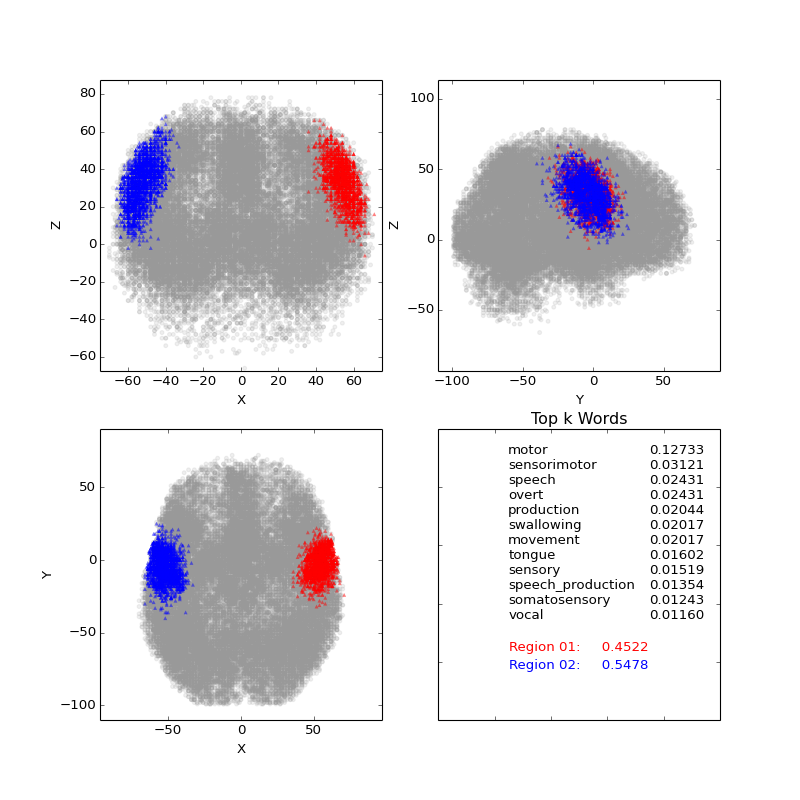 80
60
40
20
0
−20
−40
−60
Z
−60 −40 −20 0 20 40 60
X
100
50
0
−50
Z
−100 −50 0 50
Y
50
0
−50
−100
Y
−50 0 50
X
Top k Words
motor 0.12733
sensorimotor 0.03121
speech 0.02431
overt 0.02431
production 0.02044
swallowing 0.02017
movement 0.02017
tongue 0.01602
sensory 0.01519
speech_production 0.01354
somatosensory 0.01243
vocal 0.01160
Region 01: 0.4522
Region 02: 0.5478